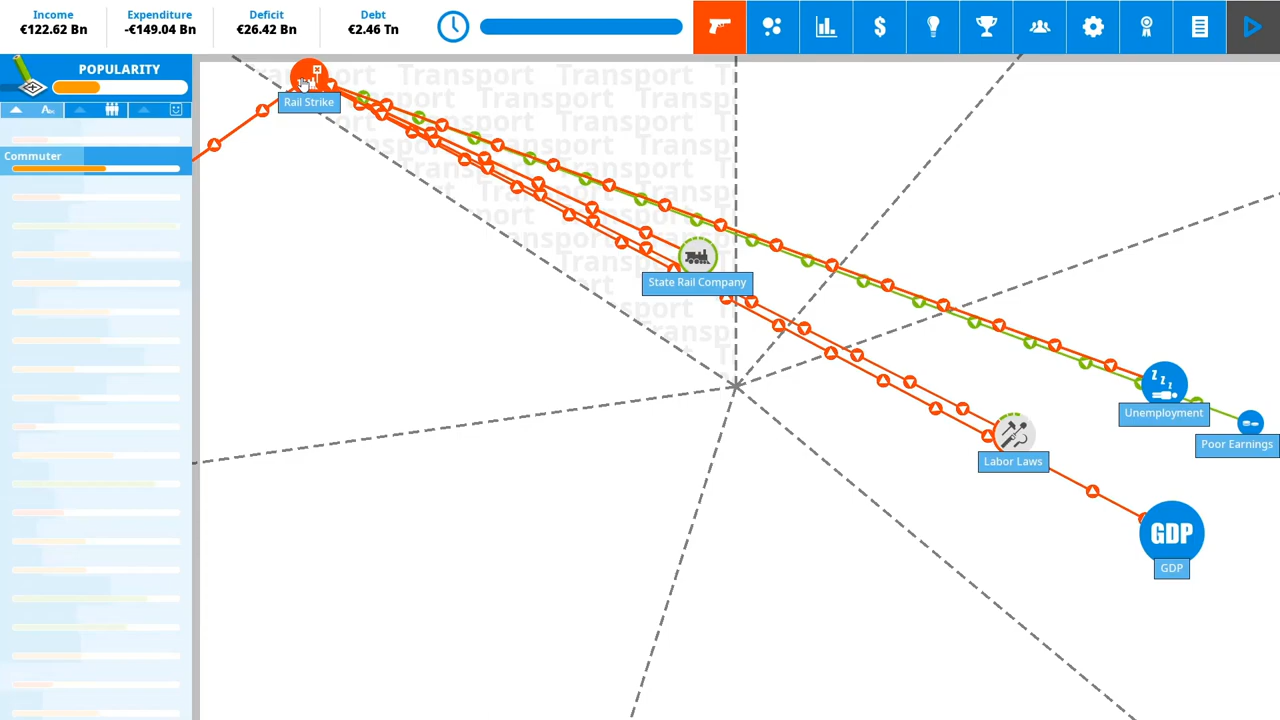 Income
€122.62 Bn
Expenditure
-€149.04 Bn
Deficit
€26.42 Bn
Debt
€2.46 Tn
POPULARITY
Commuter
Transport Transport
Rail Strike
State Rail Company
Unemployment
Poor Earnings
Labor Laws
GDP
GDP